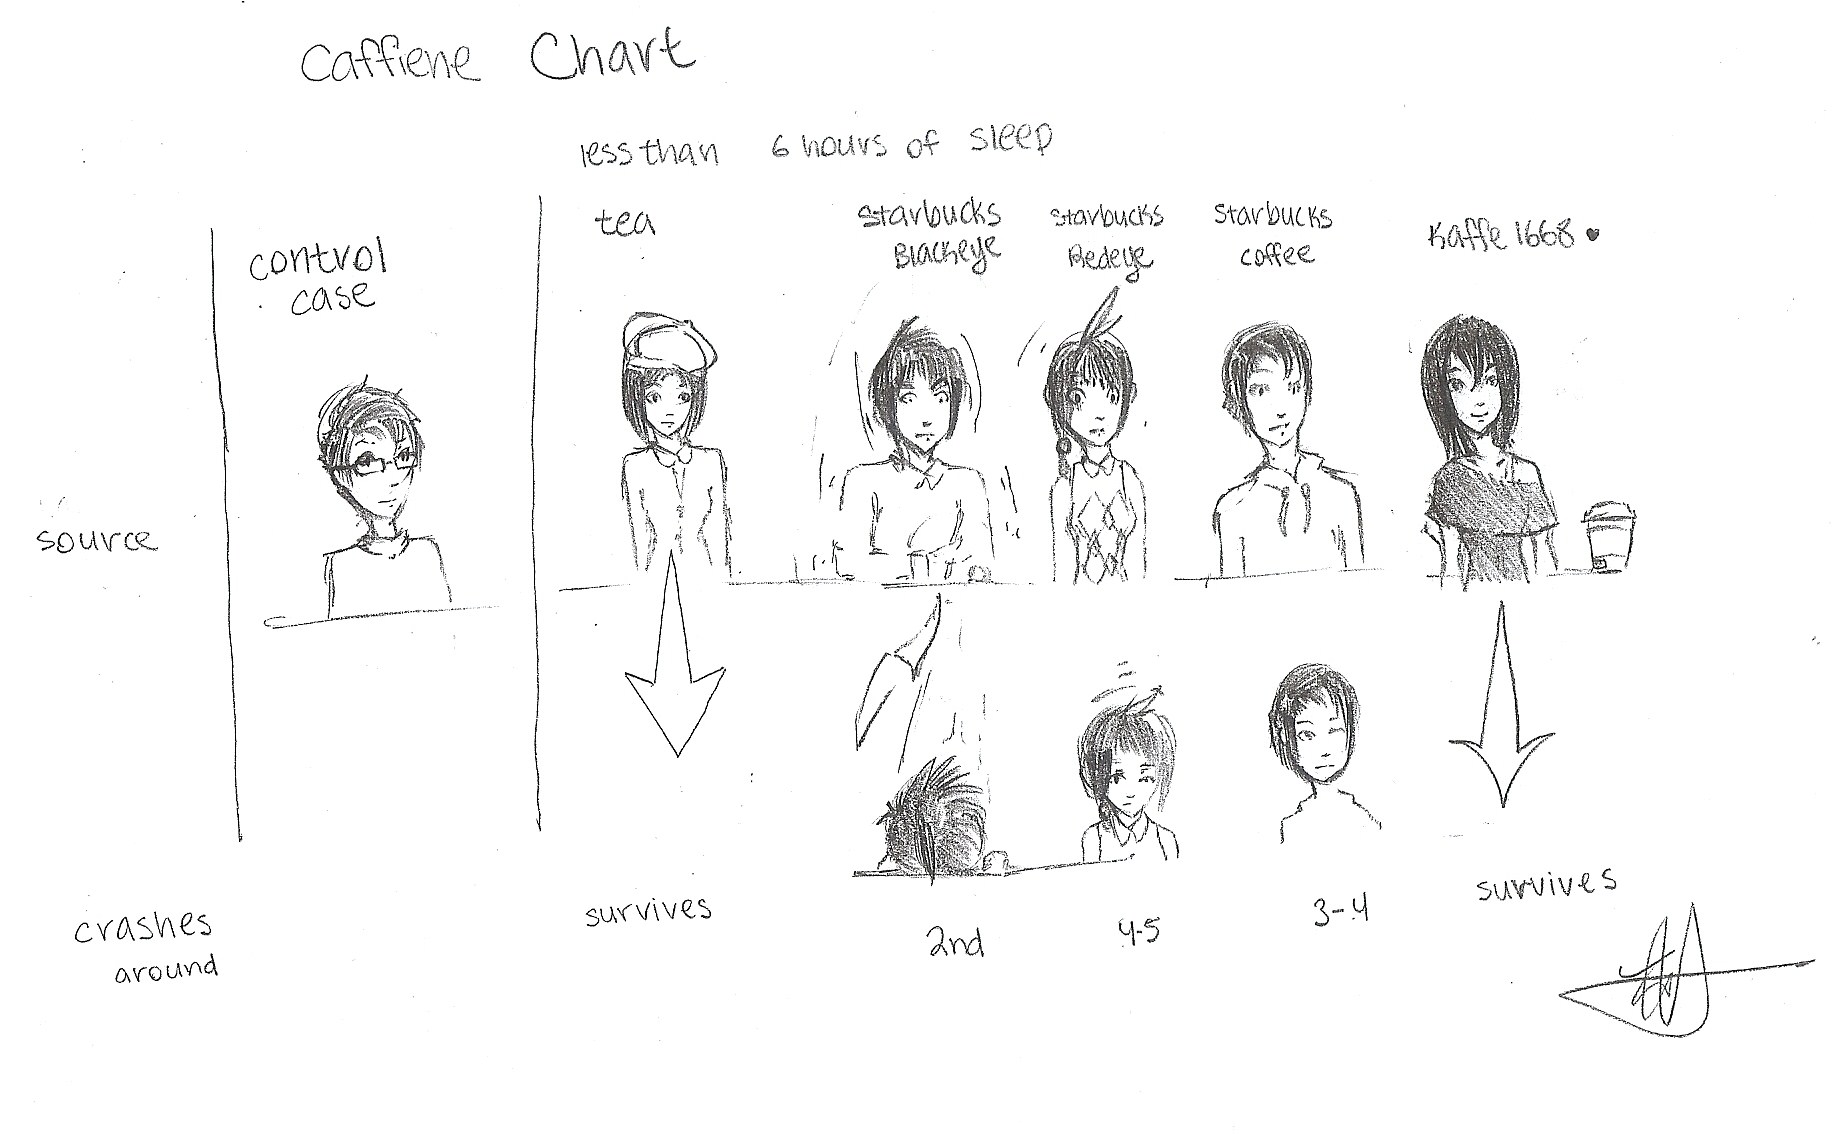 Caffiene Chart
less than 6 hours of sleep
control
case
tea
Starbucks
Blackeye
Starbucks
Redeye
Starbucks
coffee
Kaffe 1668 ♥
source
crashes
around
survives
2nd
4-5
3-4
survives